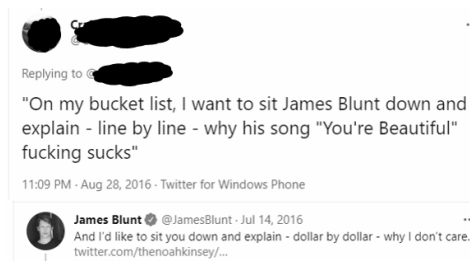 Replying to @
"On my bucket list, I want to sit James Blunt down and
explain - line by line - why his song "You're Beautiful"
fucking sucks"
11:09 PM · Aug 28, 2016 · Twitter for Windows Phone
James Blunt @JamesBlunt · Jul 14, 2016
And I'd like to sit you down and explain - dollar by dollar - why I don't care.
twitter.com/thenoahkinsey/...